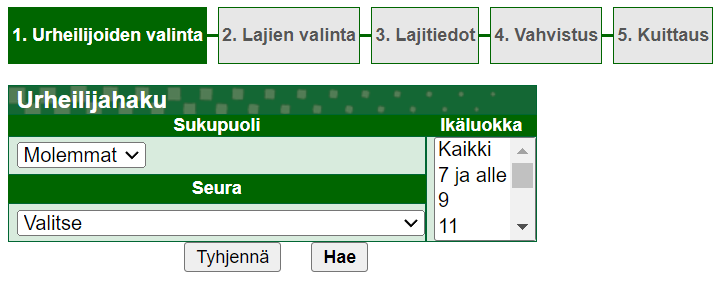 1. Urheilijoiden valinta 2. Lajien valinta 3. Lajitiedot 4. Vahvistus 5. Kuittaus
Urheilijahaku
Sukupuoli Ikäluokka
Molemmat
Kaikki
7 ja alle
9
11
Seura
Valitse
Tyhjennä Hae